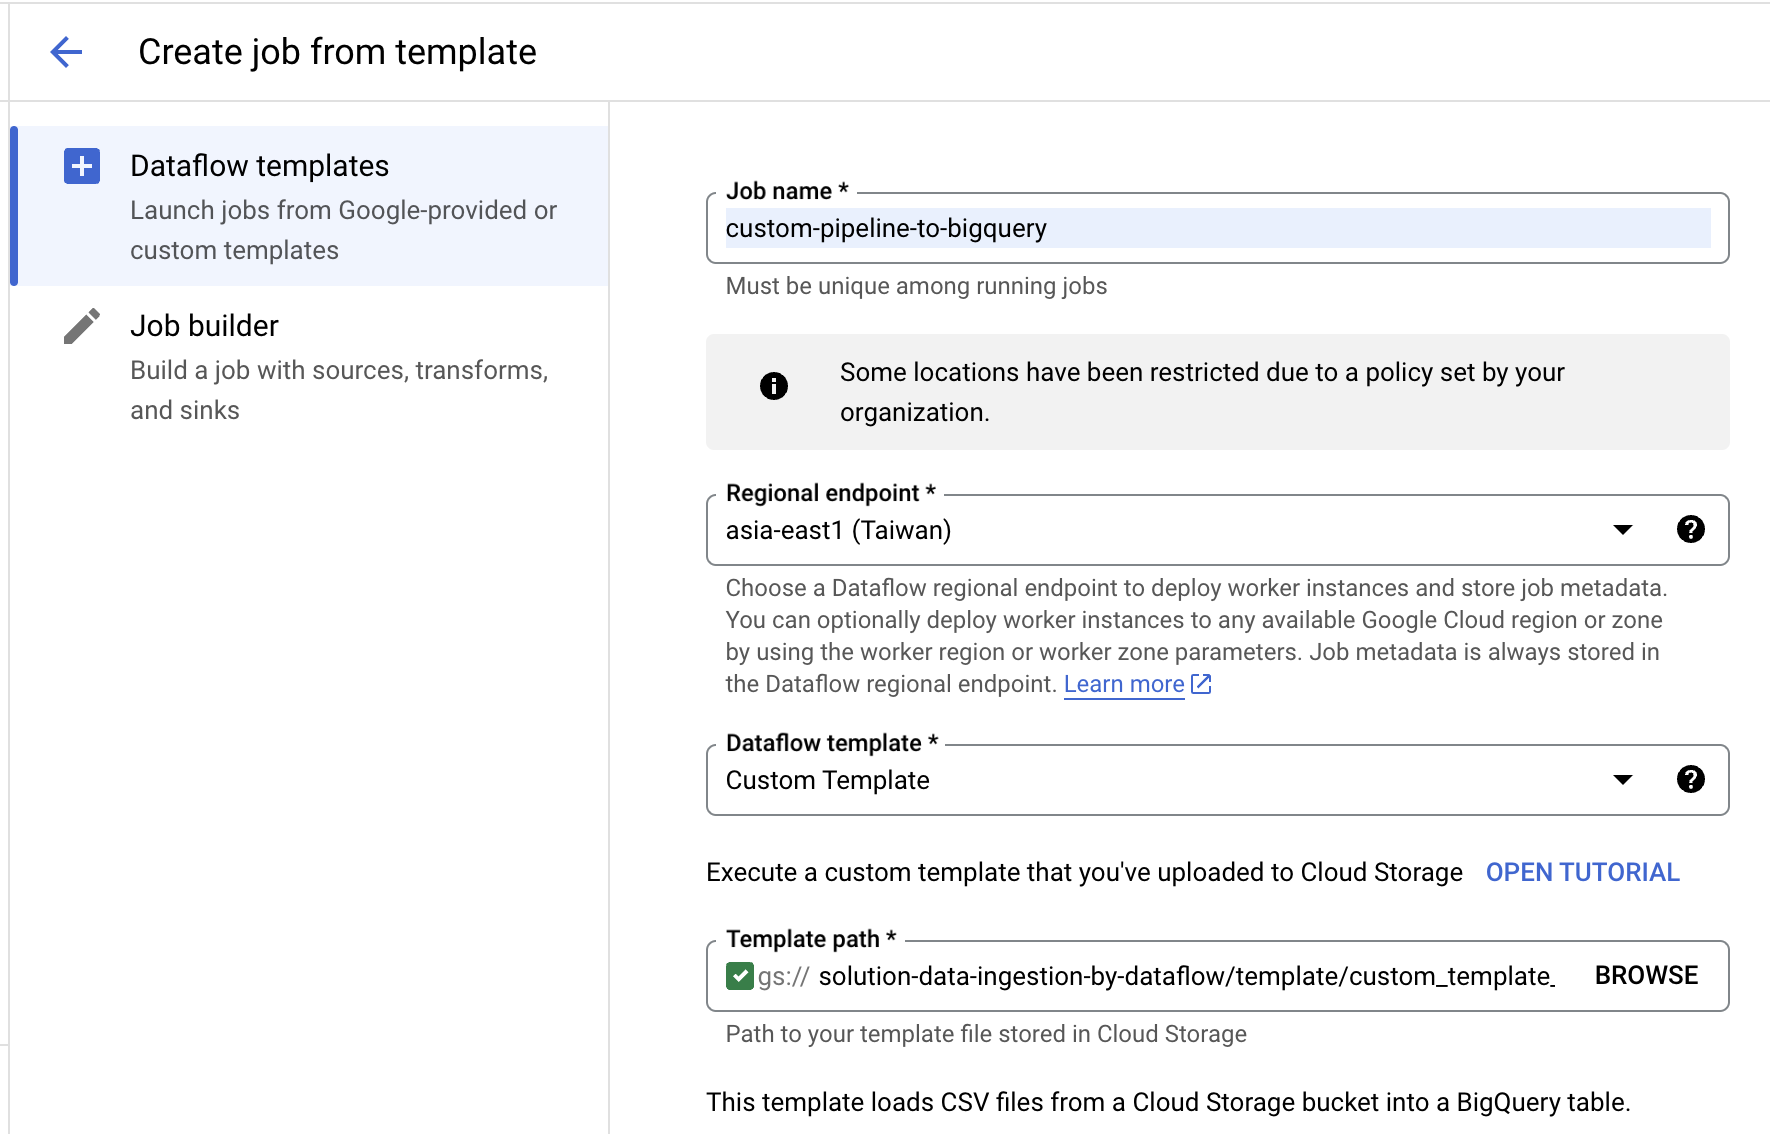 Create job from template
Dataflow templates
Launch jobs from Google-provided or
custom templates
Job builder
Build a job with sources, transforms,
and sinks
Job name *
custom-pipeline-to-bigquery
Must be unique among running jobs
Some locations have been restricted due to a policy set by your
organization.
Regional endpoint *
asia-east1 (Taiwan)
Choose a Dataflow regional endpoint to deploy worker instances and store job metadata.
You can optionally deploy worker instances to any available Google Cloud region or zone
by using the worker region or worker zone parameters. Job metadata is always stored in
the Dataflow regional endpoint. Learn more
Dataflow template *
Custom Template
Execute a custom template that you've uploaded to Cloud Storage OPEN TUTORIAL
Template path *
gs:// solution-data-ingestion-by-dataflow/template/custom_template_ BROWSE
Path to your template file stored in Cloud Storage
This template loads CSV files from a Cloud Storage bucket into a BigQuery table.